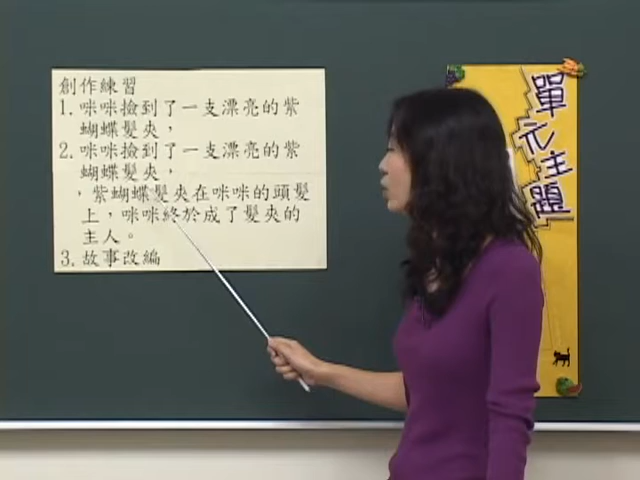 創作練習
1. 咪咪撿到了一支漂亮的紫
蝴蝶髮夾，
2. 咪咪撿到了一支漂亮的紫
蝴蝶髮夾，
，紫蝴蝶髮夾在咪咪的頭髮
上，咪咪終於成了髮夾的
主人。
3. 故事改編
單元主題